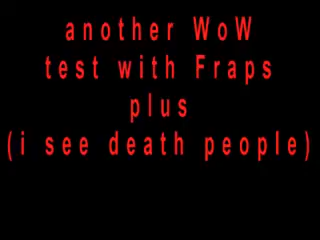 another WoW
test with Fraps
plus
(i see death people)